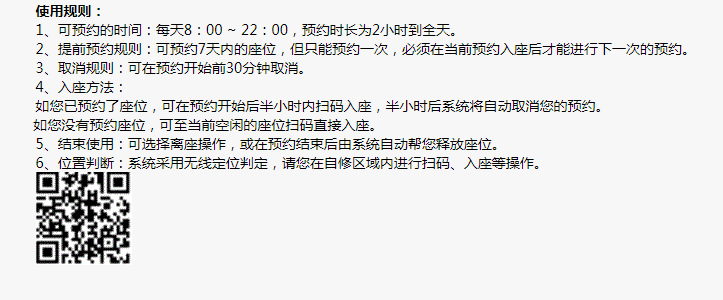 使用规则：
1、可预约的时间：每天8：00 ~ 22：00，预约时长为2小时到全天。
2、提前预约规则：可预约7天内的座位，但只能预约一次，必须在当前预约入座后才能进行下一次的预约。
3、取消规则：可在预约开始前30分钟取消。
4、入座方法：
如您已预约了座位，可在预约开始后半小时内扫码入座，半小时后系统将自动取消您的预约。
如您没有预约座位，可至当前空闲的座位扫码直接入座。
5、结束使用：可选择离座操作，或在预约结束后由系统自动帮您释放座位。
6、位置判断：系统采用无线定位判定，请您在自修区域内进行扫码、入座等操作。